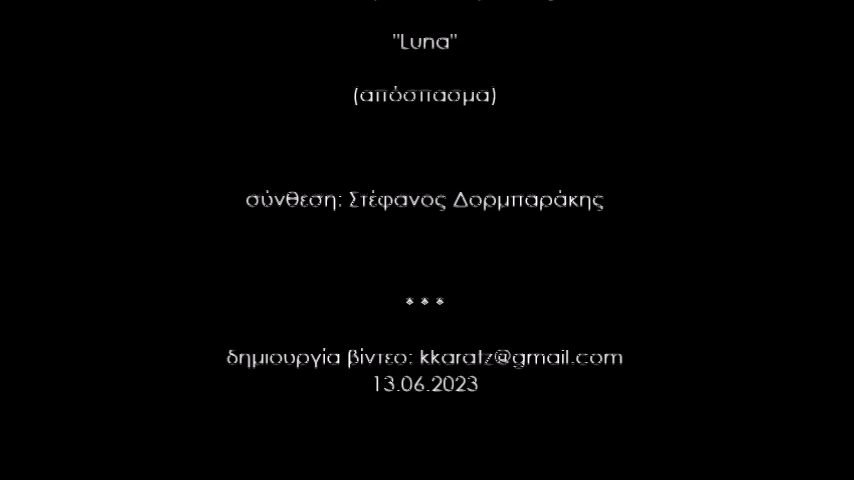 "Luna"
(απόσπασμα)
σύνθεση: Στέφανος Δορμπαράκης
* * *
δημιουργία βίντεο: kkaratz@gmail.com
13.06.2023